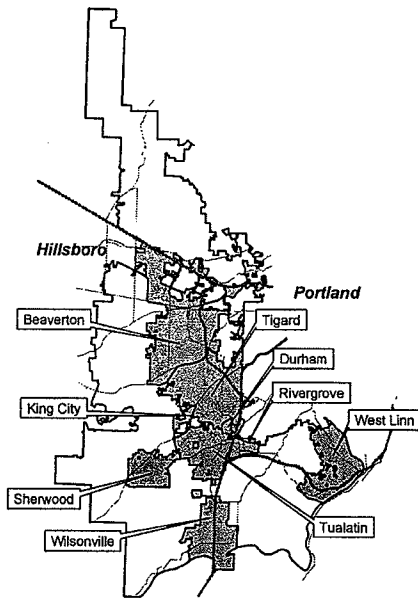 Hillsboro
Portland
Beaverton
Tigard
Durham
Rivergrove
King City
West Linn
Sherwood
Tualatin
Wilsonville